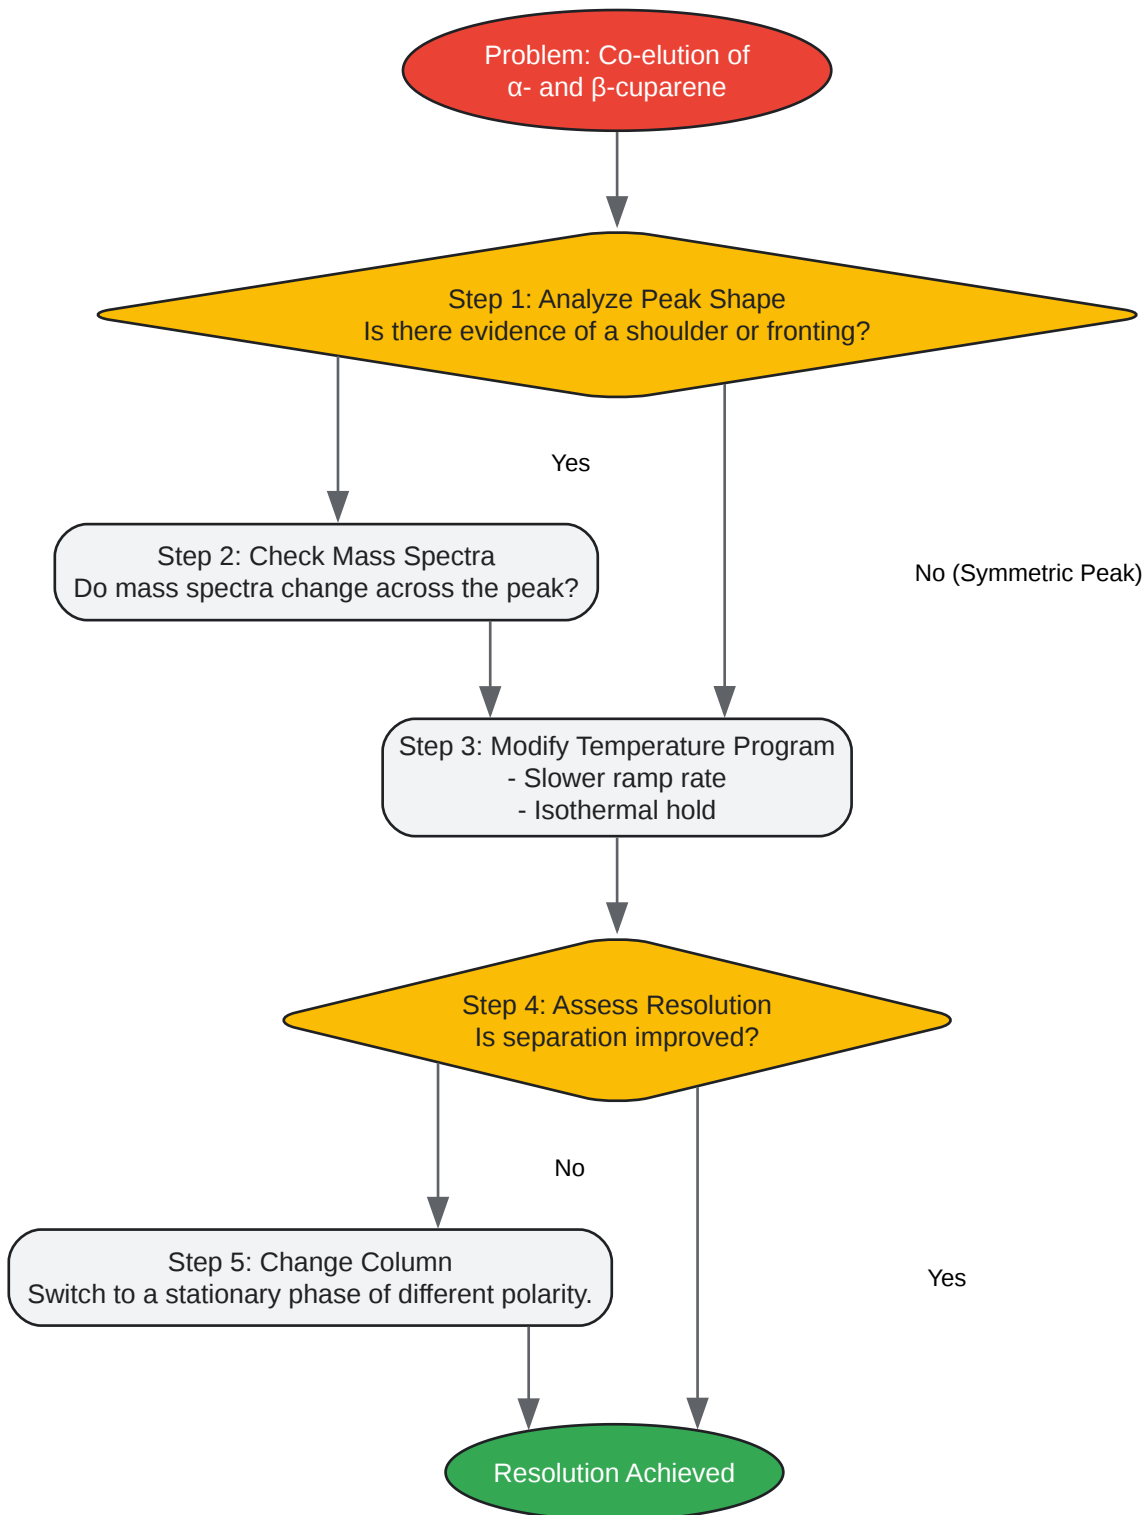 Problem: Co-elution of
α- and β-cuparene
Step 1: Analyze Peak Shape
Is there evidence of a shoulder or fronting?
Yes
Step 2: Check Mass Spectra
Do mass spectra change across the peak?
No (Symmetric Peak)
Step 3: Modify Temperature Program
- Slower ramp rate
- Isothermal hold
Step 4: Assess Resolution
Is separation improved?
No
Step 5: Change Column
Switch to a stationary phase of different polarity.
Yes
Resolution Achieved